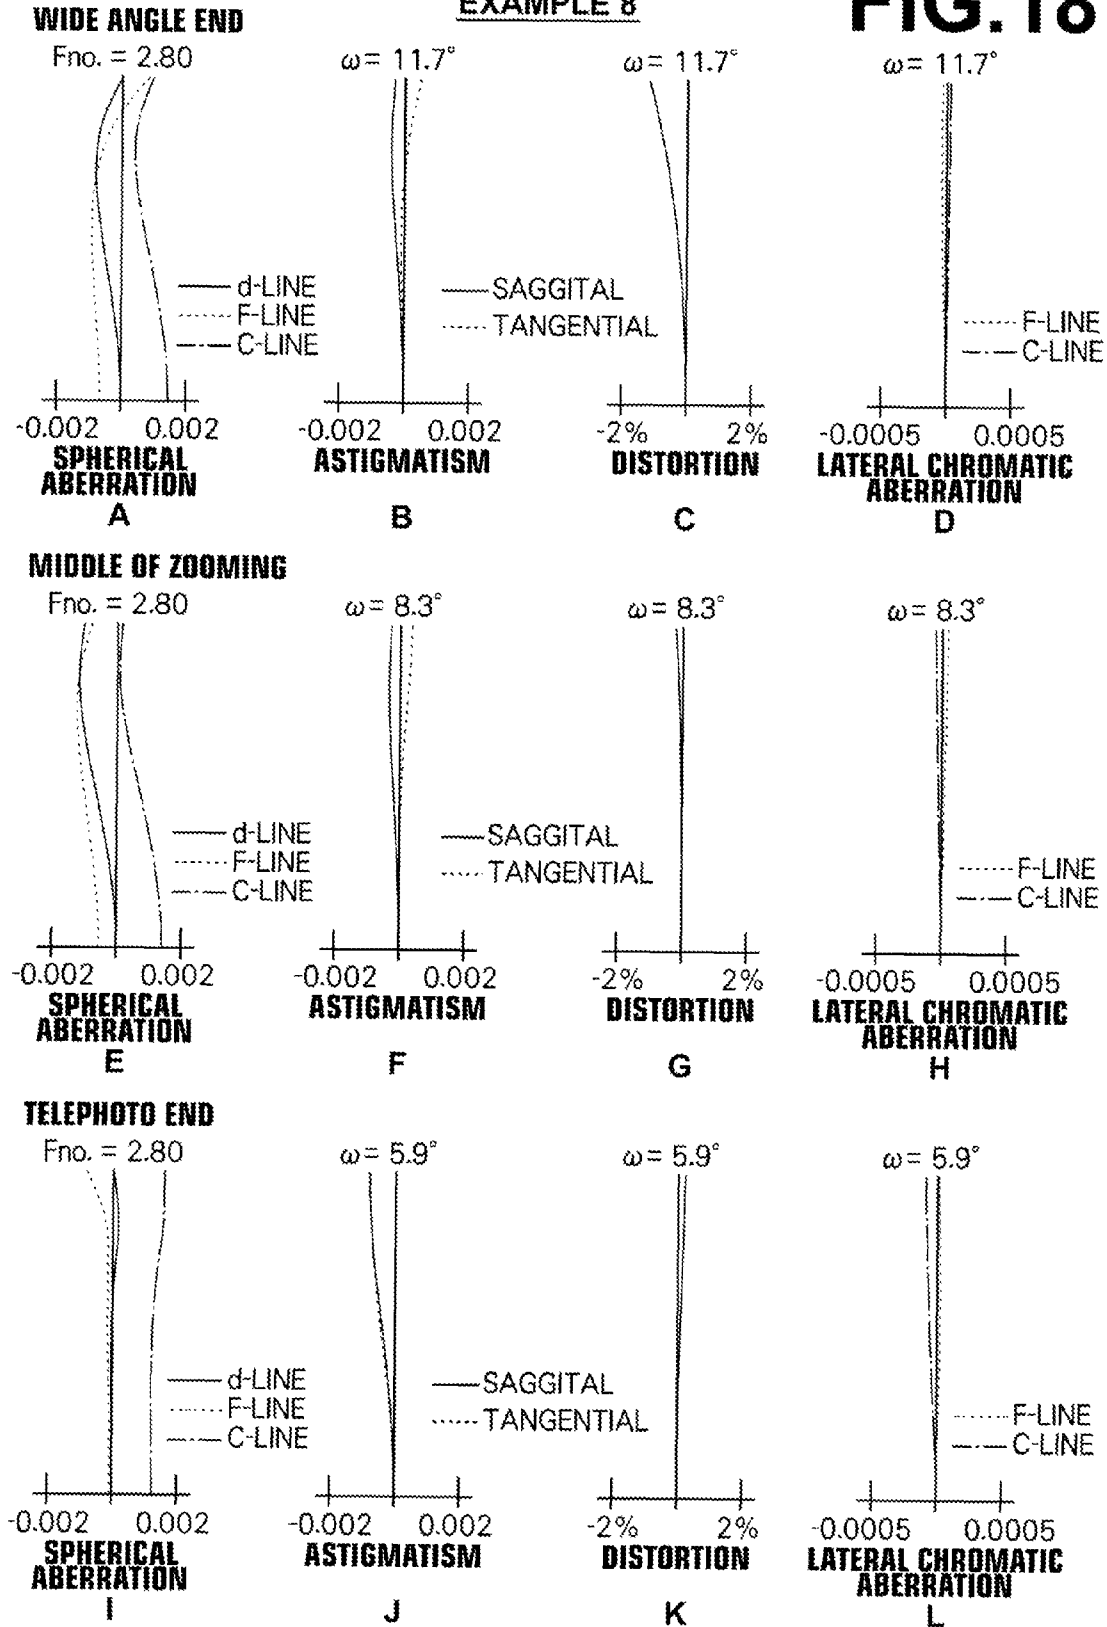 EXAMPLE 8
FIG.18
WIDE ANGLE END
Fno. = 2.80
ω= 11.7°
ω= 11.7°
ω= 11.7°
d-LINE
F-LINE
C-LINE
SAGGITAL
TANGENTIAL
F-LINE
C-LINE
-0.002 0.002
-0.002 0.002
-2% 2%
-0.0005 0.0005
SPHERICAL
ABERRATION
ASTIGMATISM
DISTORTION
LATERAL CHROMATIC
ABERRATION
A
B
C
D
MIDDLE OF ZOOMING
Fno. = 2.80
ω= 8.3°
ω= 8.3°
ω= 8.3°
d-LINE
F-LINE
C-LINE
SAGGITAL
TANGENTIAL
F-LINE
C-LINE
-0.002 0.002
-0.002 0.002
-2% 2%
-0.0005 0.0005
SPHERICAL
ABERRATION
ASTIGMATISM
DISTORTION
LATERAL CHROMATIC
ABERRATION
E
F
G
H
TELEPHOTO END
Fno. = 2.80
ω= 5.9°
ω= 5.9°
ω= 5.9°
d-LINE
F-LINE
C-LINE
SAGGITAL
TANGENTIAL
F-LINE
C-LINE
-0.002 0.002
-0.002 0.002
-2% 2%
-0.0005 0.0005
SPHERICAL
ABERRATION
ASTIGMATISM
DISTORTION
LATERAL CHROMATIC
ABERRATION
I
J
K
L